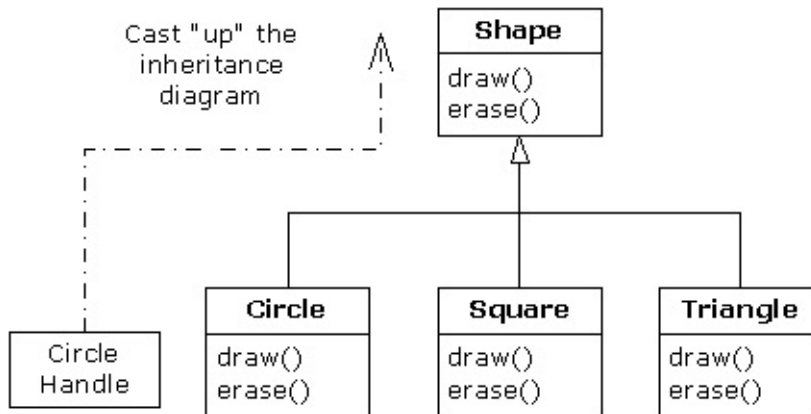 Cast "up" the
inheritance
diagram
Shape
draw()
erase()
Circle
Handle
Circle
draw()
erase()
Square
draw()
erase()
Triangle
draw()
erase()